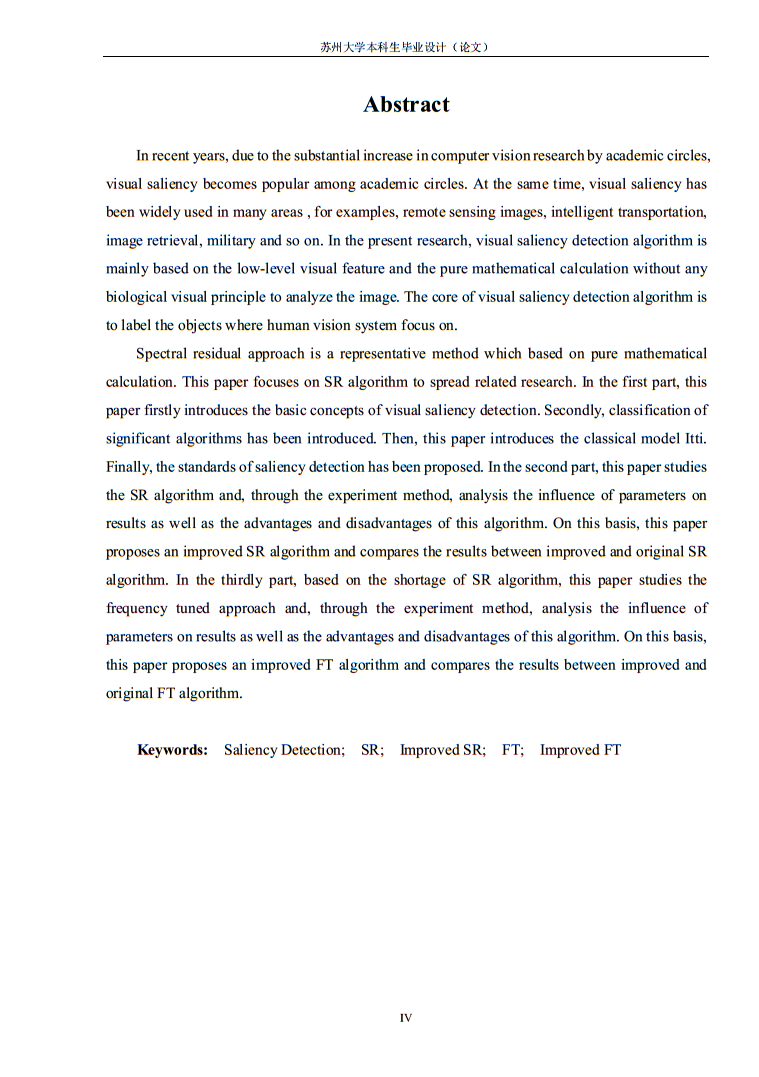 苏州大学本科生毕业设计（论文）
Abstract
In recent years, due to the substantial increase in computer vision research by academic circles,
visual saliency becomes popular among academic circles. At the same time, visual saliency has
been widely used in many areas , for examples, remote sensing images, intelligent transportation,
image retrieval, military and so on. In the present research, visual saliency detection algorithm is
mainly based on the low-level visual feature and the pure mathematical calculation without any
biological visual principle to analyze the image. The core of visual saliency detection algorithm is
to label the objects where human vision system focus on.
Spectral residual approach is a representative method which based on pure mathematical
calculation. This paper focuses on SR algorithm to spread related research. In the first part, this
paper firstly introduces the basic concepts of visual saliency detection. Secondly, classification of
significant algorithms has been introduced. Then, this paper introduces the classical model Itti.
Finally, the standards of saliency detection has been proposed. In the second part, this paper studies
the SR algorithm and, through the experiment method, analysis the influence of parameters on
results as well as the advantages and disadvantages of this algorithm. On this basis, this paper
proposes an improved SR algorithm and compares the results between improved and original SR
algorithm. In the thirdly part, based on the shortage of SR algorithm, this paper studies the
frequency tuned approach and, through the experiment method, analysis the influence of
parameters on results as well as the advantages and disadvantages of this algorithm. On this basis,
this paper proposes an improved FT algorithm and compares the results between improved and
original FT algorithm.
Keywords: Saliency Detection; SR; Improved SR; FT; Improved FT
IV